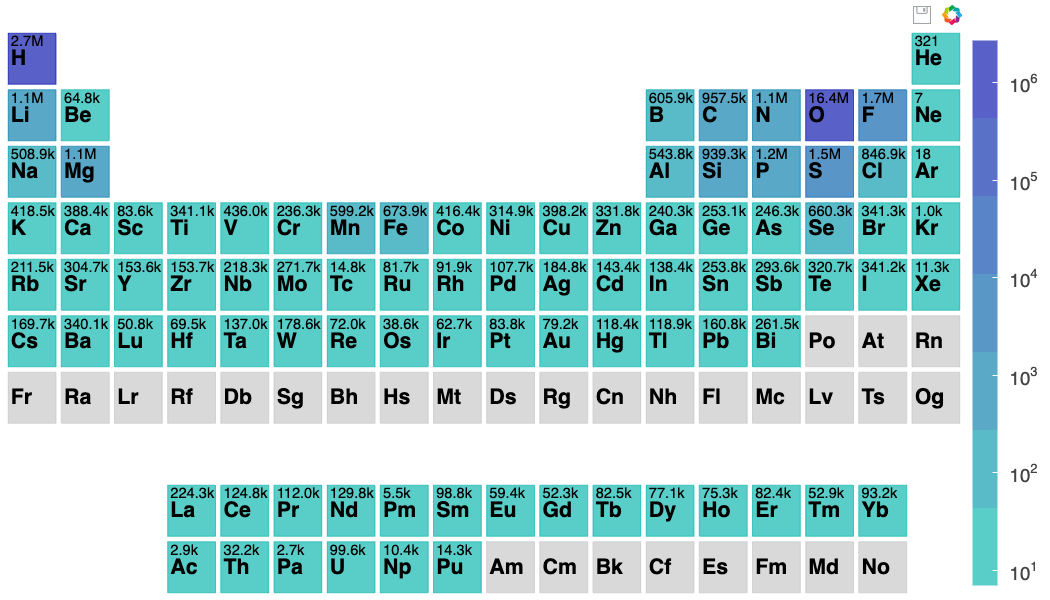 2.7M 321
H He
1.1M 64.8k 605.9k 957.5k 1.1M 16.4M 1.7M 7
Li Be B C N O F Ne
508.9k 1.1M 543.8k 939.3k 1.2M 1.5M 846.9k 18
Na Mg Al Si P S Cl Ar
418.5k 388.4k 83.6k 341.1k 436.0k 236.3k 599.2k 673.9k 416.4k 314.9k 398.2k 331.8k 240.3k 253.1k 246.3k 660.3k 341.3k 1.0k
K Ca Sc Ti V Cr Mn Fe Co Ni Cu Zn Ga Ge As Se Br Kr
211.5k 304.7k 153.6k 153.7k 218.3k 271.7k 14.8k 81.7k 91.9k 107.7k 184.8k 143.4k 138.4k 253.8k 293.6k 320.7k 341.2k 11.3k
Rb Sr Y Zr Nb Mo Tc Ru Rh Pd Ag Cd In Sn Sb Te I Xe
169.7k 340.1k 50.8k 69.5k 137.0k 178.6k 72.0k 38.6k 62.7k 83.8k 79.2k 118.4k 118.9k 160.8k 261.5k
Cs Ba Lu Hf Ta W Re Os Ir Pt Au Hg Tl Pb Bi Po At Rn
Fr Ra Lr Rf Db Sg Bh Hs Mt Ds Rg Cn Nh Fl Mc Lv Ts Og
224.3k 124.8k 112.0k 129.8k 5.5k 98.8k 59.4k 52.3k 82.5k 77.1k 75.3k 82.4k 52.9k 93.2k
La Ce Pr Nd Pm Sm Eu Gd Tb Dy Ho Er Tm Yb
2.9k 32.2k 2.7k 99.6k 10.4k 14.3k
Ac Th Pa U Np Pu Am Cm Bk Cf Es Fm Md No
10⁶
10⁵
10⁴
10³
10²
10¹